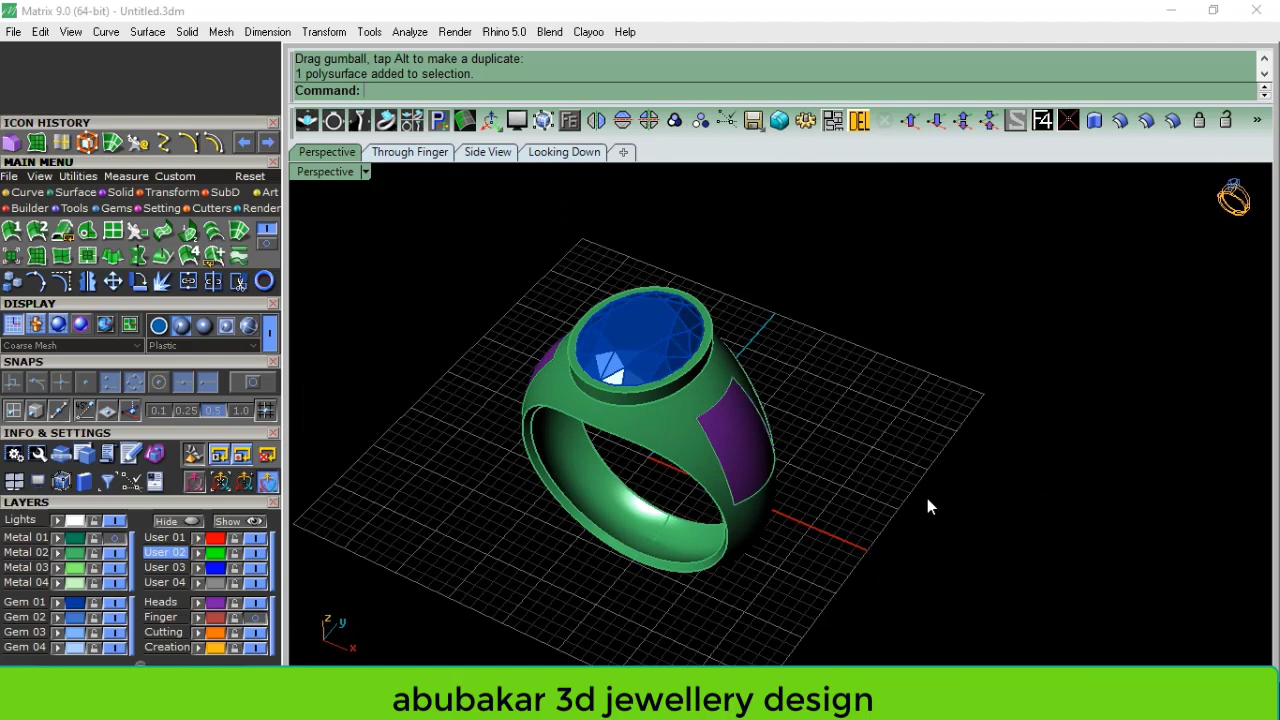 Matrix 9.0 (64-bit) - Untitled.3dm
File Edit View Curve Surface Solid Mesh Dimension Transform Tools Analyze Render Rhino 5.0 Blend Clayoo Help
Drag gumball, tap Alt to make a duplicate:
1 polysurface added to selection.
Command:
ICON HISTORY
MAIN MENU
File View Utilities Measure Custom Reset
Curve Surface Solid Transform SubD Art
Builder Tools Gems Setting Cutters Render
Perspective Through Finger Side View Looking Down
Perspective
DISPLAY
Coarse Mesh Plastic
SNAPS
0.1 0.25 0.5 1.0
INFO & SETTINGS
LAYERS
Lights Hide Show
Metal 01 User 01
Metal 02 User 02
Metal 03 User 03
Metal 04 User 04
Gem 01 Heads
Gem 02 Finger
Gem 03 Cutting
Gem 04 Creation
z
y
x
F4
DEL
abubakar 3d jewellery design